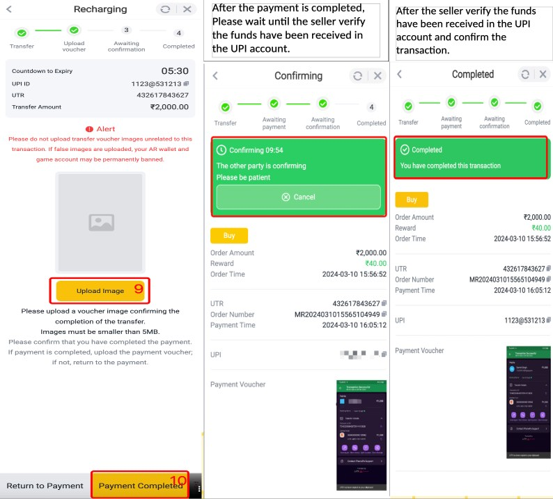 Recharging
3
4
Transfer
Upload
voucher
Awaiting
confirmation
Completed
Countdown to Expiry
05:30
UPI ID
1123@531213
UTR
432617843627
Transfer Amount
₹2,000.00
Alert
Please do not upload transfer voucher images unrelated to this
transaction. If false images are uploaded, your AR wallet and
game account may be permanently banned.
Upload Image
9
Please upload a voucher image confirming the
completion of the transfer.
Images must be smaller than 5MB.
Please confirm that you have completed the payment.
If payment is completed, upload the payment voucher;
if not, return to the payment.
Return to Payment
Payment Completed
10
After the payment is completed,
Please wait until the seller verify
the funds have been received in
the UPI account.
Confirming
4
Transfer
Awaiting
payment
Awaiting
confirmation
Completed
Confirming 09:54
The other party is confirming
Please be patient
Cancel
Buy
Order Amount
₹2,000.00
Reward
₹40.00
Order Time
2024-03-10 15:56:52
UTR
432617843627
Order Number
MR2024031015565104949
Payment Time
2024-03-10 16:05:12
UPI
Payment Voucher
After the seller verify the funds
have been received in the UPI
account and confirm the
transaction.
Completed
Transfer
Awaiting
payment
Awaiting
confirmation
Completed
Completed
You have completed this transaction
Buy
Order Amount
₹2,000.00
Reward
₹40.00
Order Time
2024-03-10 15:56:52
UTR
432617843627
Order Number
MR2024031015565104949
Payment Time
2024-03-10 16:05:12
UPI
1123@531213
Payment Voucher